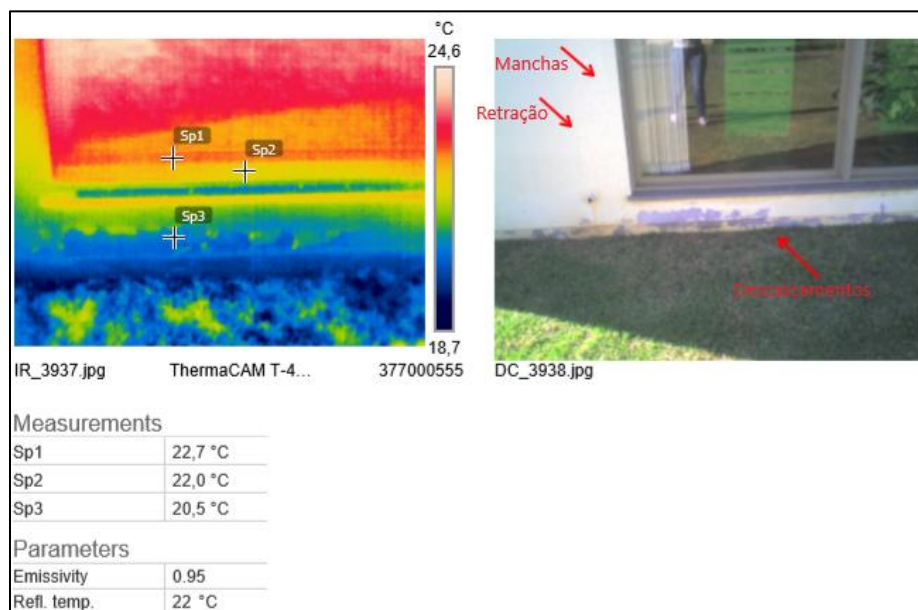 °C
24,6
Sp1
Sp2
Sp3
18,7
IR_3937.jpg ThermaCAM T-4... 377000555
Manchas
Retração
Descascamentos
DC_3938.jpg
Measurements
Sp1 22,7 °C
Sp2 22,0 °C
Sp3 20,5 °C
Parameters
Emissivity 0.95
Refl. temp. 22 °C